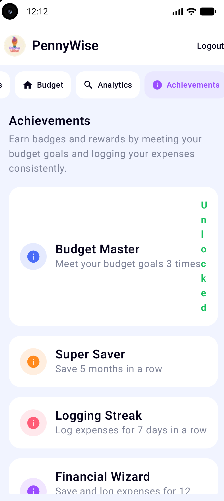 12:12
PennyWise
Logout
s
Budget
Analytics
Achievements
Achievements
Earn badges and rewards by meeting your
budget goals and logging your expenses
consistently.
Budget Master
Meet your budget goals 3 times
Unlocked
Super Saver
Save 5 months in a row
Logging Streak
Log expenses for 7 days in a row
Financial Wizard
Save and log expenses for 12